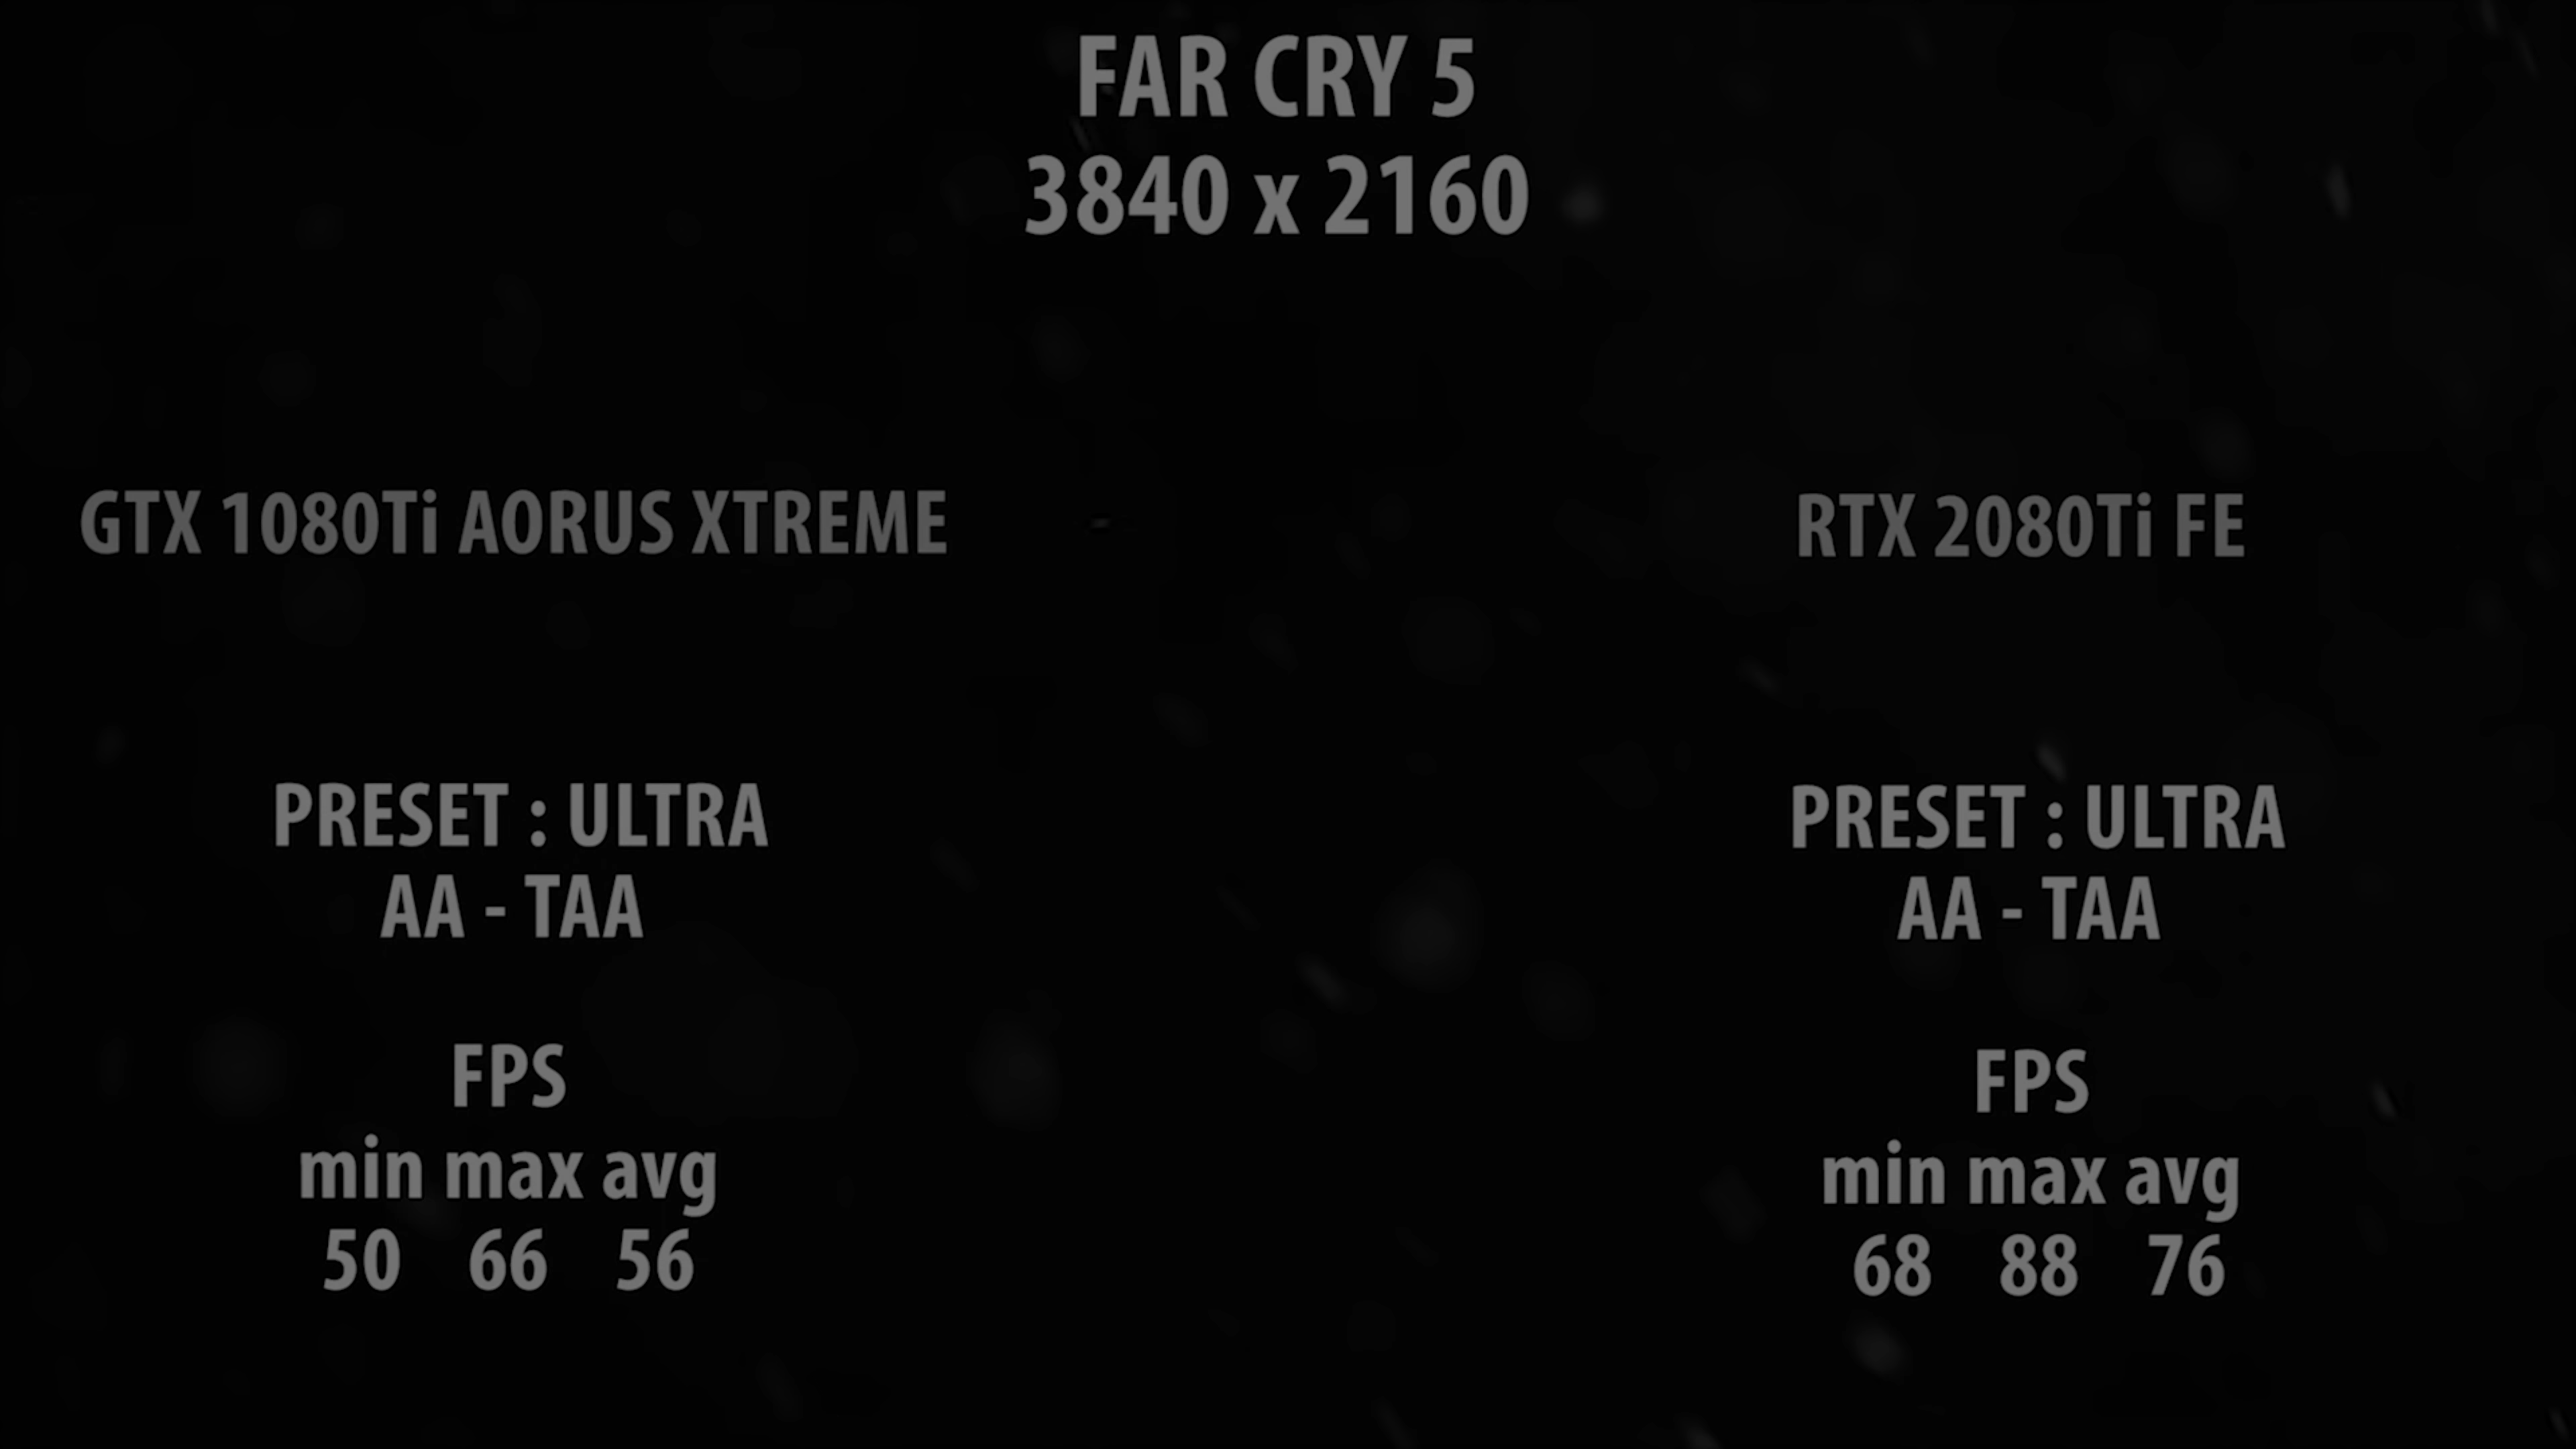 FAR CRY 5
3840 x 2160
GTX 1080Ti AORUS XTREME
PRESET : ULTRA
AA - TAA
FPS
min max avg
50 66 56
RTX 2080Ti FE
PRESET : ULTRA
AA - TAA
FPS
min max avg
68 88 76